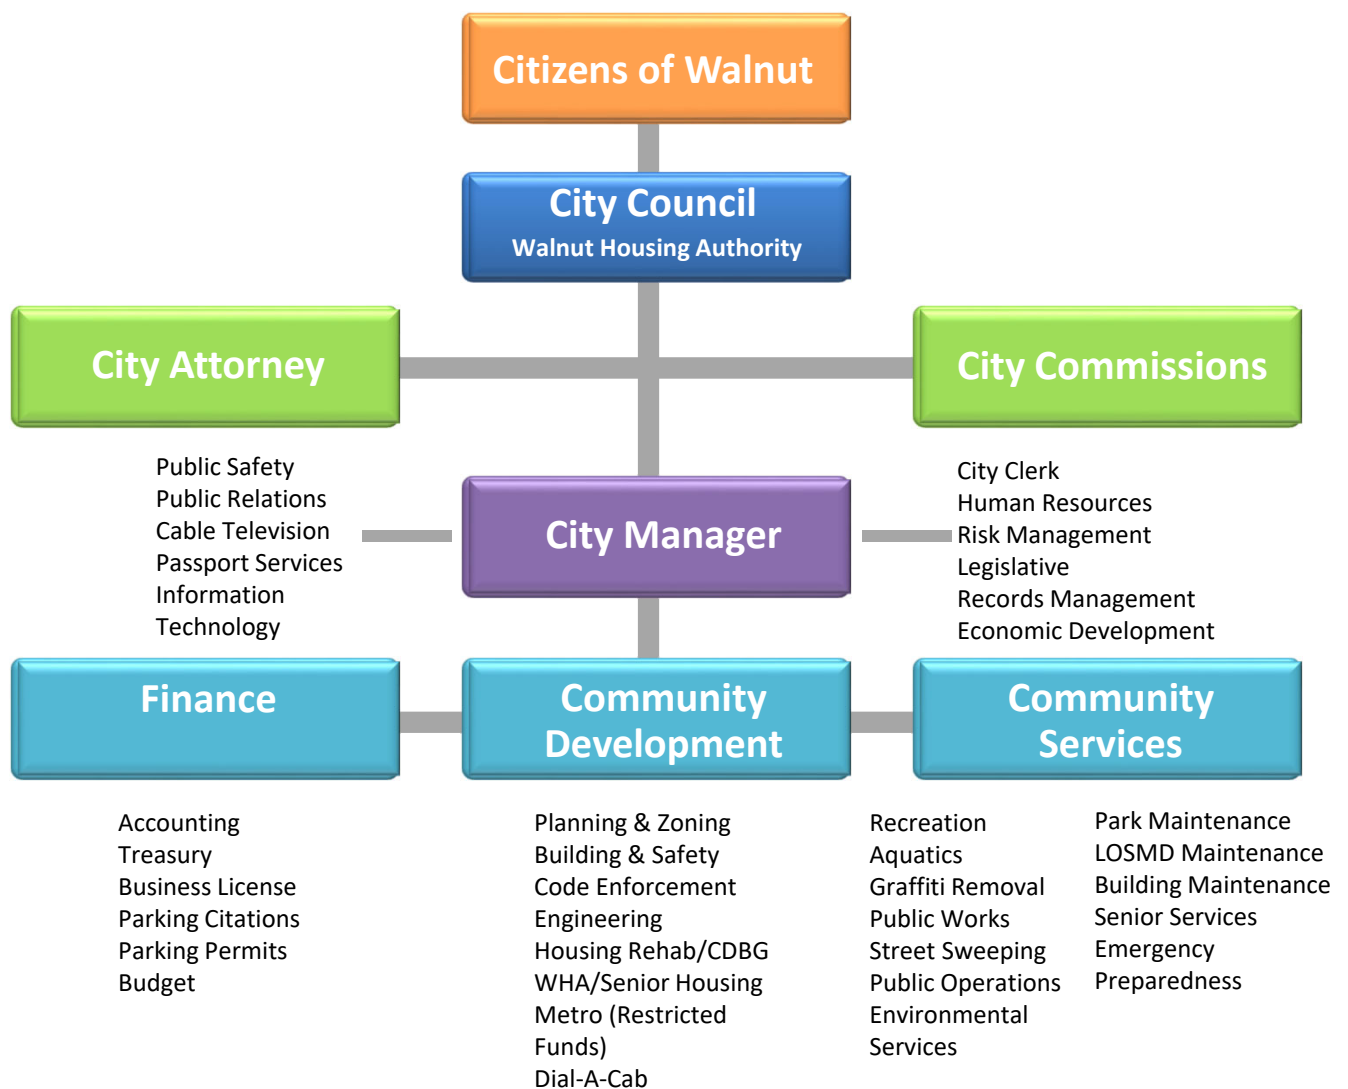 Citizens of Walnut
City Council
Walnut Housing Authority
City Attorney
City Commissions
Public Safety
Public Relations
Cable Television
Passport Services
Information
Technology
City Manager
City Clerk
Human Resources
Risk Management
Legislative
Records Management
Economic Development
Finance
Community
Development
Community
Services
Accounting
Treasury
Business License
Parking Citations
Parking Permits
Budget
Planning & Zoning
Building & Safety
Code Enforcement
Engineering
Housing Rehab/CDBG
WHA/Senior Housing
Metro (Restricted
Funds)
Dial-A-Cab
Recreation
Aquatics
Graffiti Removal
Public Works
Street Sweeping
Public Operations
Environmental
Services
Park Maintenance
LOSMD Maintenance
Building Maintenance
Senior Services
Emergency
Preparedness